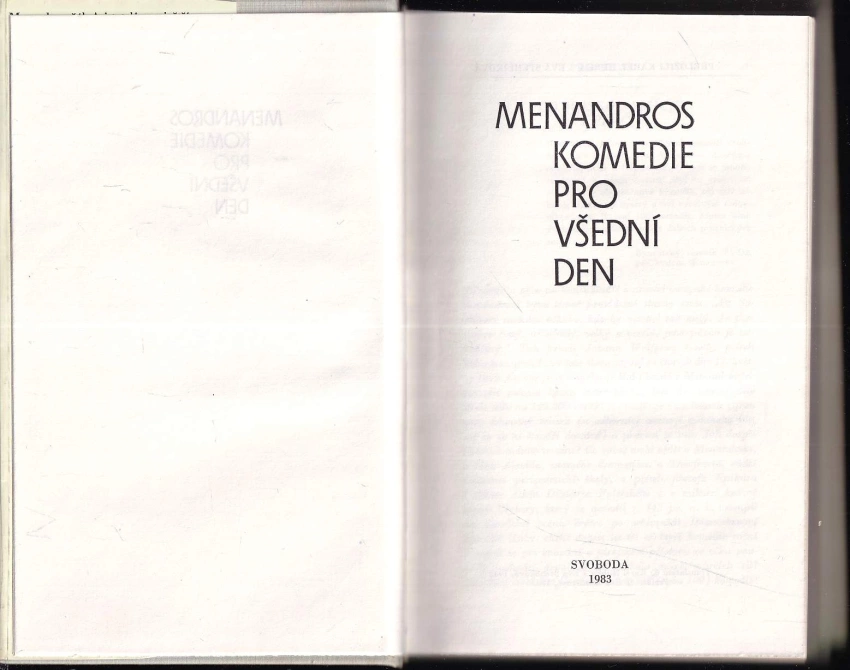 MENANDROS
KOMEDIE
PRO
VŠEDNÍ
DEN
SVOBODA
1983